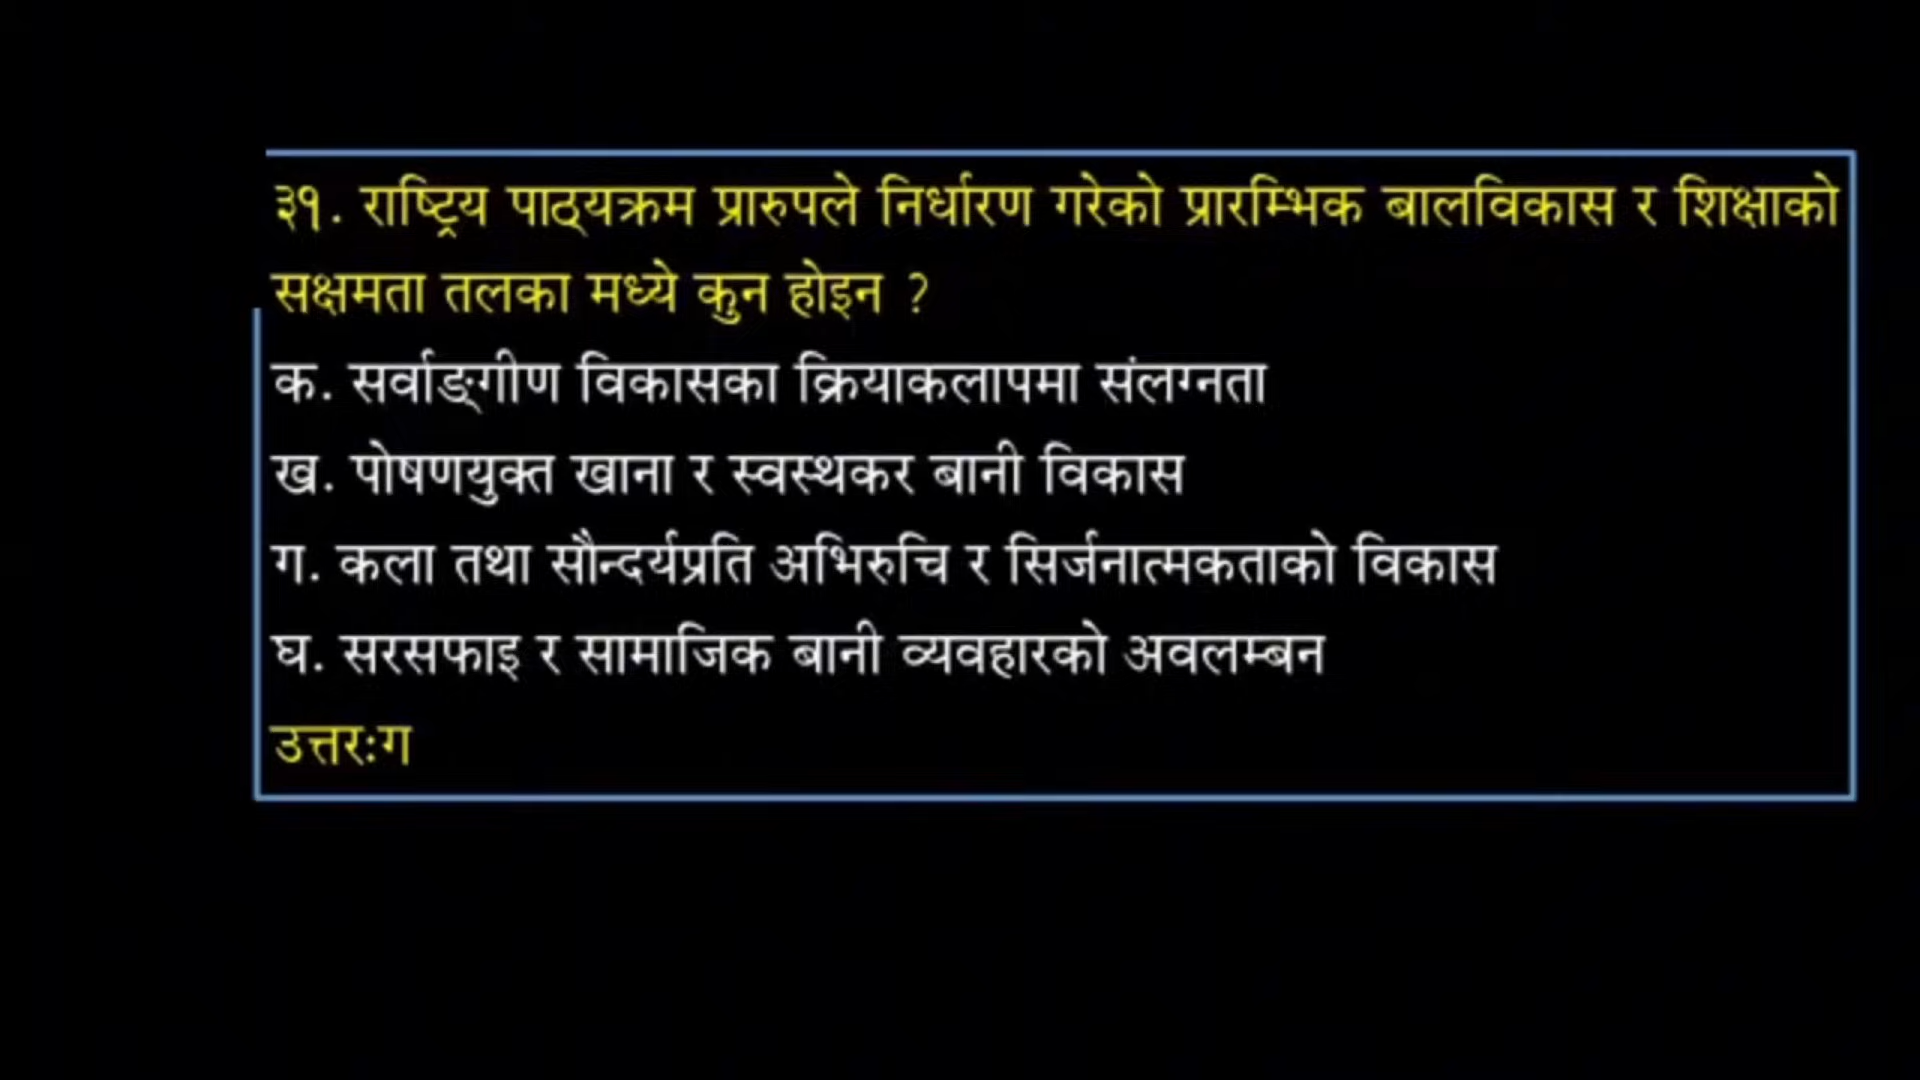 ३१. राष्ट्रिय पाठ्यक्रम प्रारुपले निर्धारण गरेको प्रारम्भिक बालविकास र शिक्षाको
सक्षमता तलका मध्ये कुन होइन ?
क. सर्वाङ्गीण विकासका क्रियाकलापमा संलग्नता
ख. पोषणयुक्त खाना र स्वस्थकर बानी विकास
ग. कला तथा सौन्दर्यप्रति अभिरुचि र सिर्जनात्मकताको विकास
घ. सरसफाइ र सामाजिक बानी व्यवहारको अवलम्बन
उत्तरःग